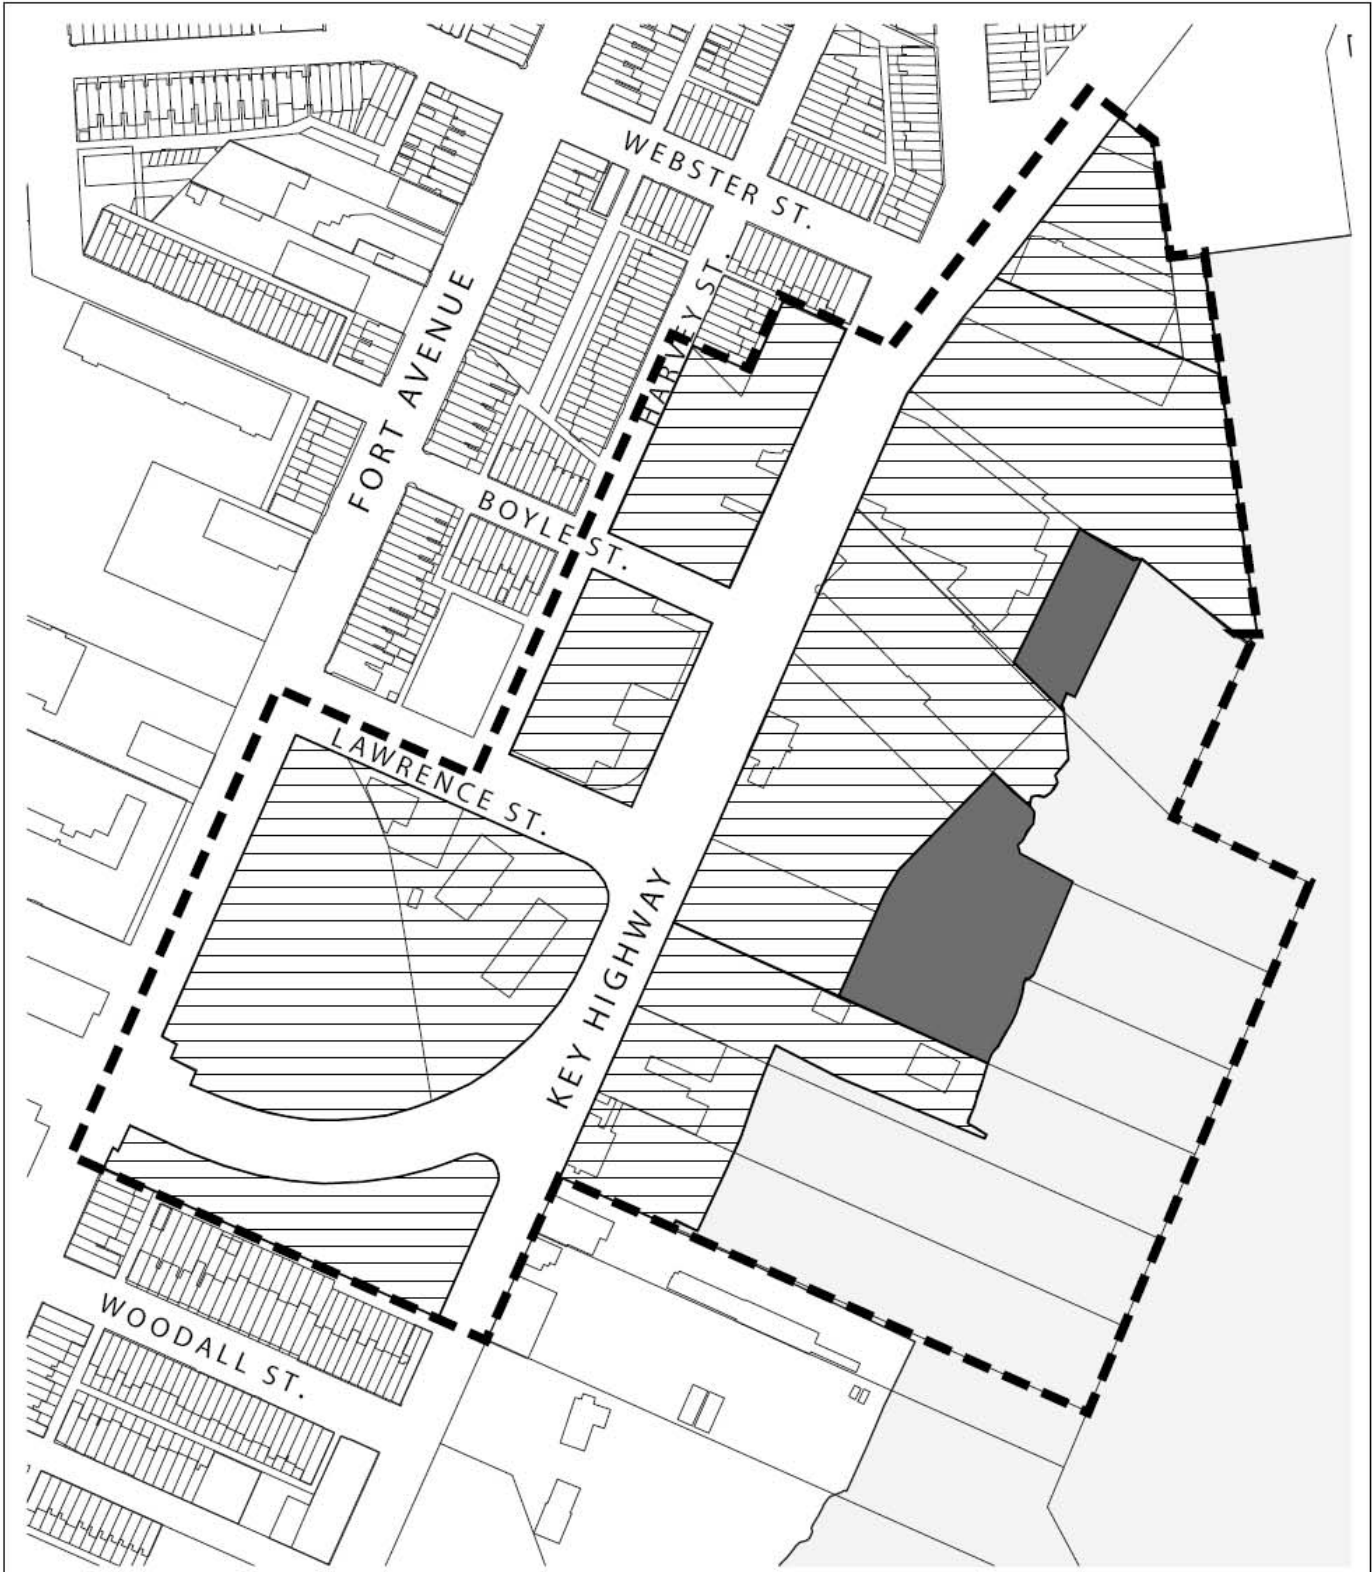 WEBSTER ST.
HARVEY ST.
FORT AVENUE
BOYLE ST.
LAWRENCE ST.
KEY HIGHWAY
WOODALL ST.